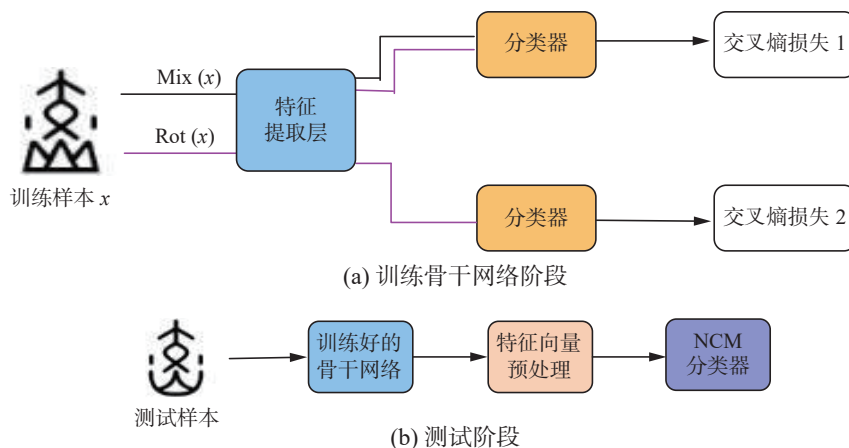 Mix (x)
Rot (x)
训练样本 x
特征
提取层
分类器
交叉熵损失 1
分类器
交叉熵损失 2
(a) 训练骨干网络阶段
测试样本
训练好的
骨干网络
特征向量
预处理
NCM
分类器
(b) 测试阶段